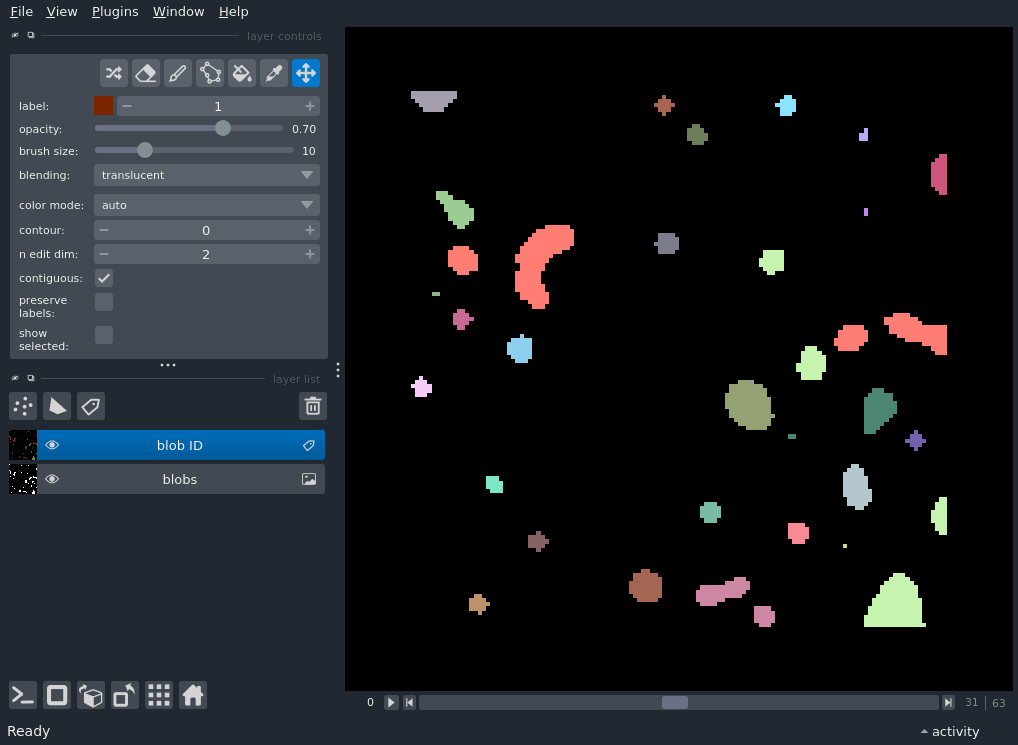 File View Plugins Window Help
layer controls
label: 1
opacity: 0.70
brush size: 10
blending: translucent
color mode: auto
contour: 0
n edit dim: 2
contiguous:
preserve
labels:
show
selected:
layer list
blob ID
blobs
0 31 | 63
Ready activity